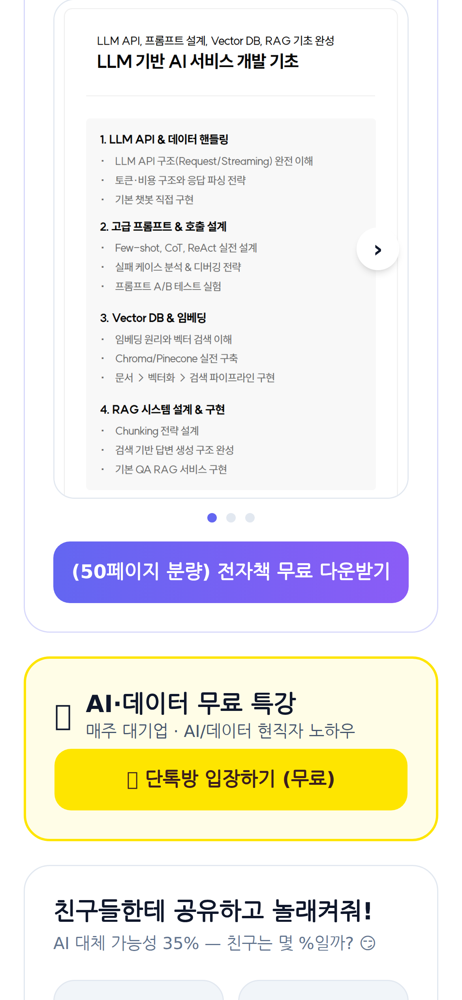 LLM API, 프롬프트 설계, Vector DB, RAG 기초 완성
LLM 기반 AI 서비스 개발 기초
1. LLM API & 데이터 핸들링
· LLM API 구조(Request/Streaming) 완전 이해
· 토큰·비용 구조와 응답 파싱 전략
· 기본 챗봇 직접 구현
2. 고급 프롬프트 & 호출 설계
· Few-shot, CoT, ReAct 실전 설계
· 실패 케이스 분석 & 디버깅 전략
· 프롬프트 A/B 테스트 실험
3. Vector DB & 임베딩
· 임베딩 원리와 벡터 검색 이해
· Chroma/Pinecone 실전 구축
· 문서 > 벡터화 > 검색 파이프라인 구현
4. RAG 시스템 설계 & 구현
· Chunking 전략 설계
· 검색 기반 답변 생성 구조 완성
· 기본 QA RAG 서비스 구현
›
(50페이지 분량) 전자책 무료 다운받기
AI·데이터 무료 특강
매주 대기업 · AI/데이터 현직자 노하우
단톡방 입장하기 (무료)
친구들한테 공유하고 놀래켜줘!
AI 대체 가능성 35% — 친구는 몇 %일까? 😏